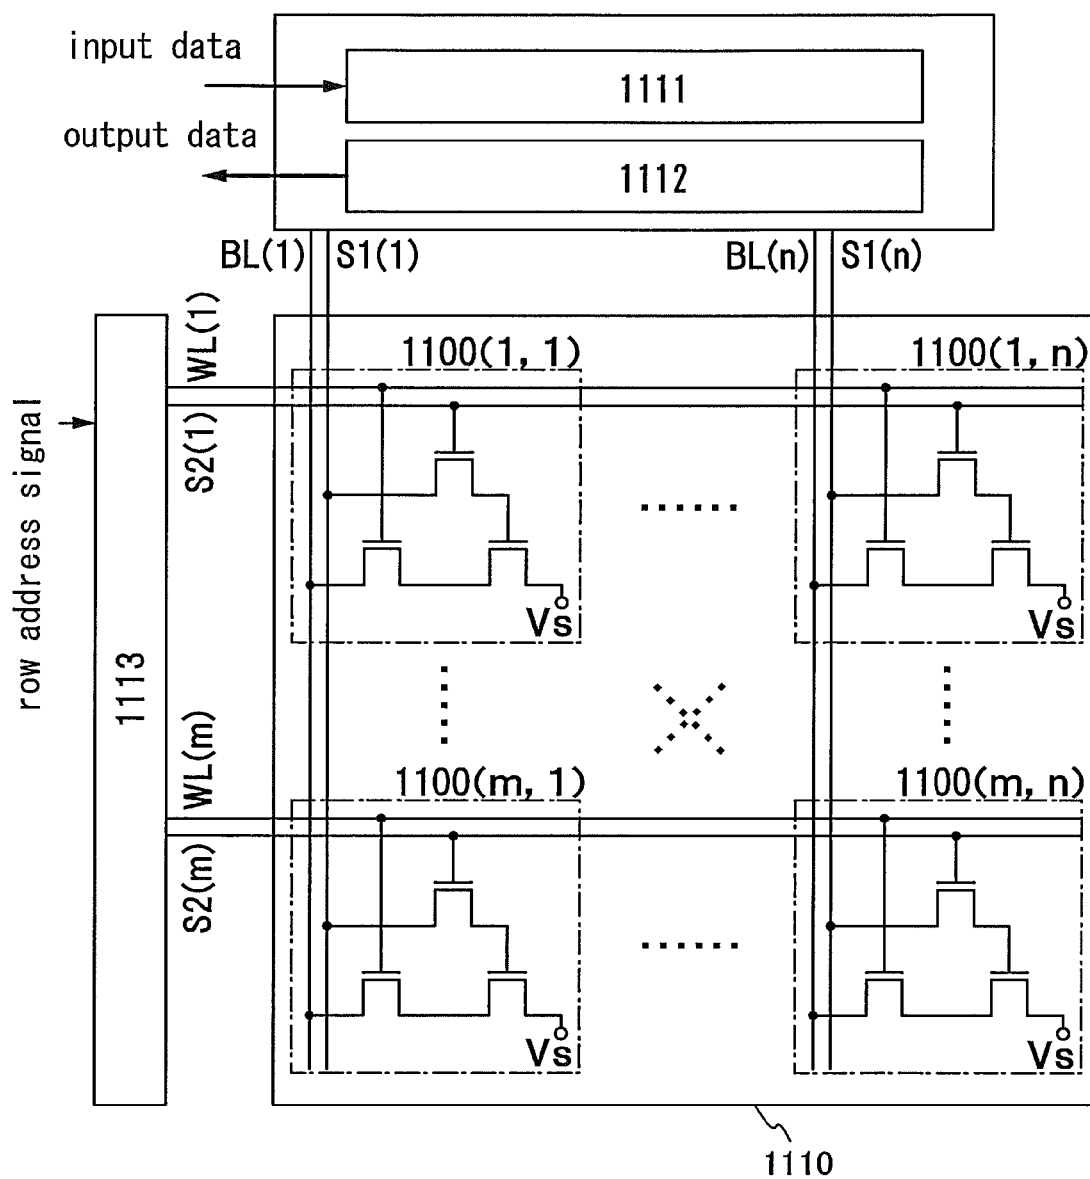 input data
1111
output data
1112
BL(1) S1(1) BL(n) S1(n)
WL(1)
1100(1, 1) 1100(1, n)
S2(1)
row address signal
Vs Vs
1113
WL(m)
1100(m, 1) 1100(m, n)
S2(m)
Vs Vs
1110